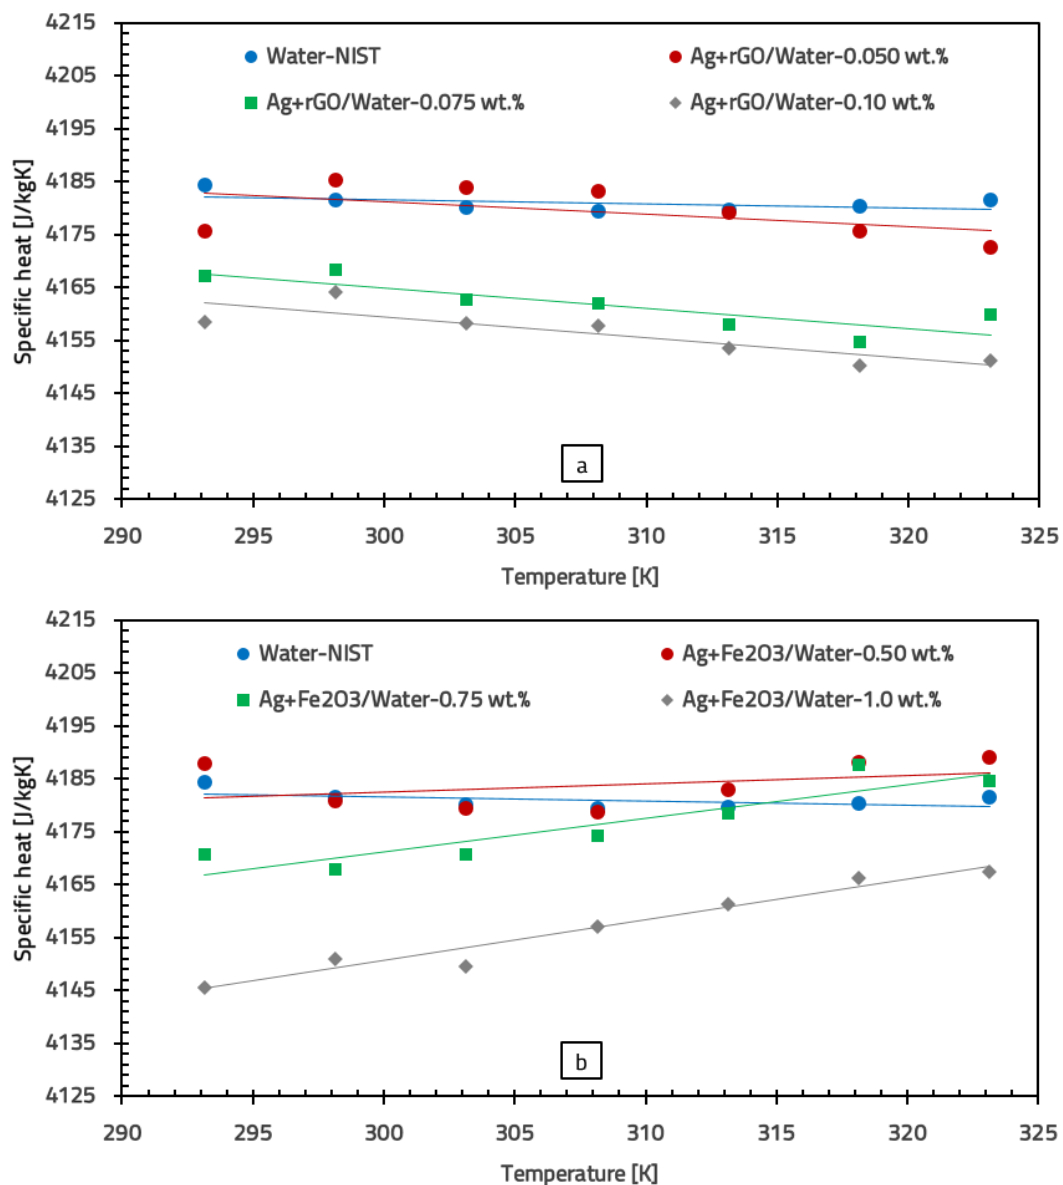 4215
4205
4195
4185
4175
4165
4155
4145
4135
4125
Specific heat [J/kgK]
Water-NIST
Ag+rGO/Water-0.050 wt.%
Ag+rGO/Water-0.075 wt.%
Ag+rGO/Water-0.10 wt.%
a
290 295 300 305 310 315 320 325
Temperature [K]
4215
4205
4195
4185
4175
4165
4155
4145
4135
4125
Specific heat [J/kgK]
Water-NIST
Ag+Fe2O3/Water-0.50 wt.%
Ag+Fe2O3/Water-0.75 wt.%
Ag+Fe2O3/Water-1.0 wt.%
b
290 295 300 305 310 315 320 325
Temperature [K]